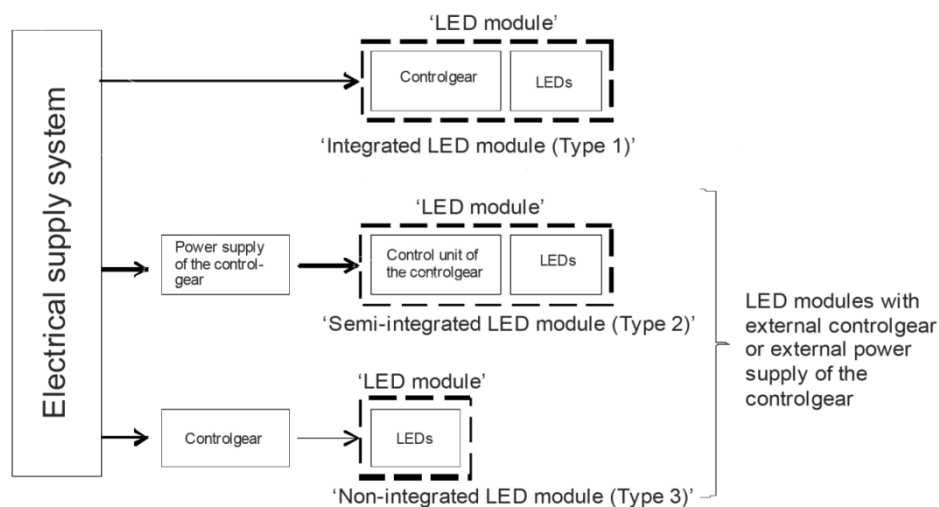 Electrical supply system
‘LED module’
Controlgear
LEDs
‘Integrated LED module (Type 1)’
‘LED module’
Power supply
of the control-
gear
Control unit of
the controlgear
LEDs
‘Semi-integrated LED module (Type 2)’
‘LED module’
Controlgear
LEDs
‘Non-integrated LED module (Type 3)’
LED modules with
external controlgear
or external power
supply of the
controlgear